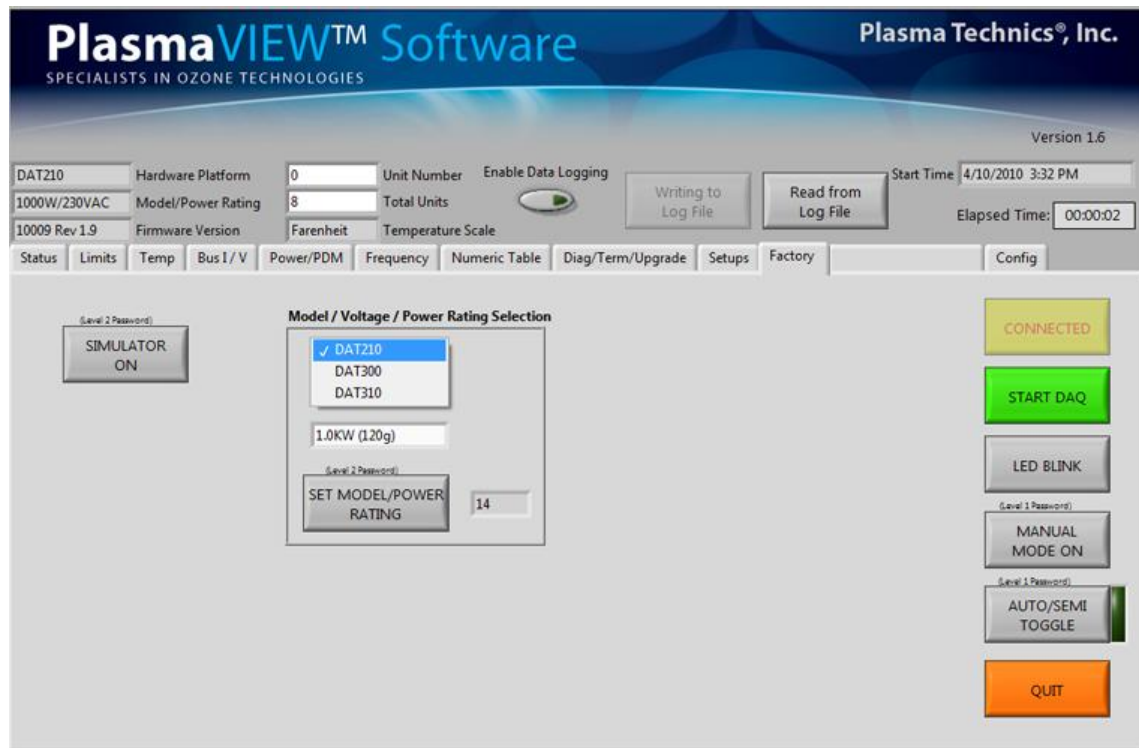 PlasmaVIEW™ Software
Plasma Technics®, Inc.
SPECIALISTS IN OZONE TECHNOLOGIES
Version 1.6
DAT210 Hardware Platform 0 Unit Number Enable Data Logging
Writing to
Log File
Read from
Log File
Start Time 4/10/2010 3:32 PM
1000W/230VAC Model/Power Rating 8 Total Units
Elapsed Time: 00:00:02
10009 Rev 1.9 Firmware Version Farenheit Temperature Scale
Status Limits Temp Bus I / V Power/PDM Frequency Numeric Table Diag/Term/Upgrade Setups Factory Config
(Level 2 Password)
SIMULATOR
ON
Model / Voltage / Power Rating Selection
✓ DAT210
DAT300
DAT310
1.0KW (120g)
(Level 2 Password)
SET MODEL/POWER
RATING
14
CONNECTED
START DAQ
LED BLINK
(Level 1 Password)
MANUAL
MODE ON
(Level 1 Password)
AUTO/SEMI
TOGGLE
QUIT